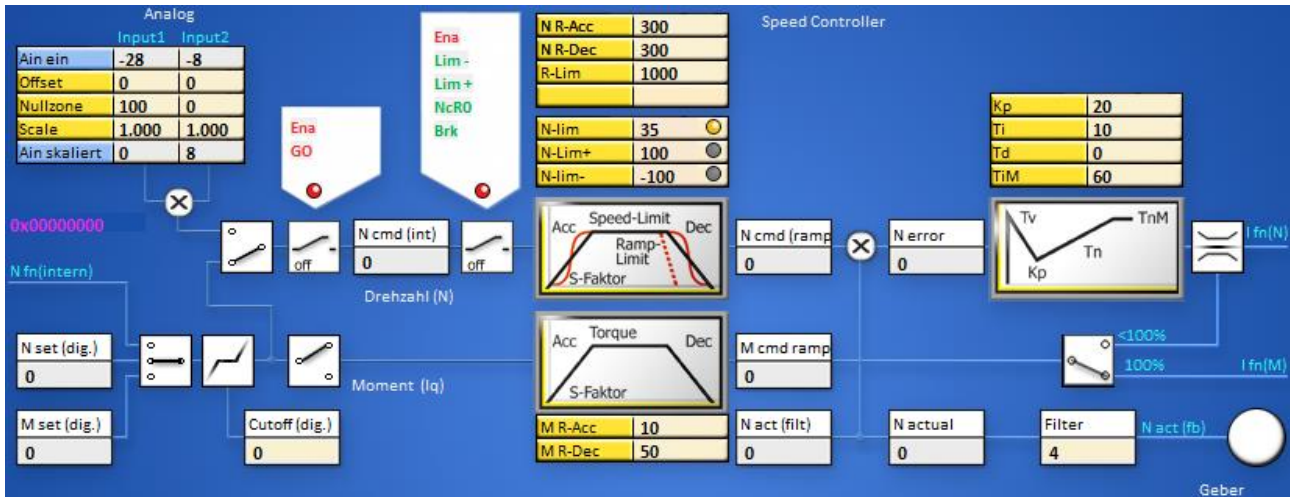 Analog
Input1 Input2
Ain ein -28 -8
Offset 0 0
Nullzone 100 0
Scale 1.000 1.000
Ain skaliert 0 8
Ena
GO
Ena
Lim -
Lim +
NcR0
Brk
N R-Acc 300
N R-Dec 300
R-Lim 1000
N-lim 35
N-Lim+ 100
N-lim- -100
Speed Controller
Kp 20
Ti 10
Td 0
TiM 60
0x00000000
off
N cmd (int)
0
off
Drehzahl (N)
Acc Speed-Limit Dec
Ramp-
Limit
S-Faktor
N cmd (ramp
0
N error
0
Tv TnM
Tn
Kp
I fn(N)
N fn(intern)
N set (dig.)
0
Moment (Iq)
Acc Torque Dec
S-Faktor
M cmd ramp
0
<100%
100% I fn(M)
M set (dig.)
0
Cutoff (dig.)
0
M R-Acc 10
M R-Dec 50
N act (filt)
0
N actual
0
Filter
4
N act (fb)
Geber